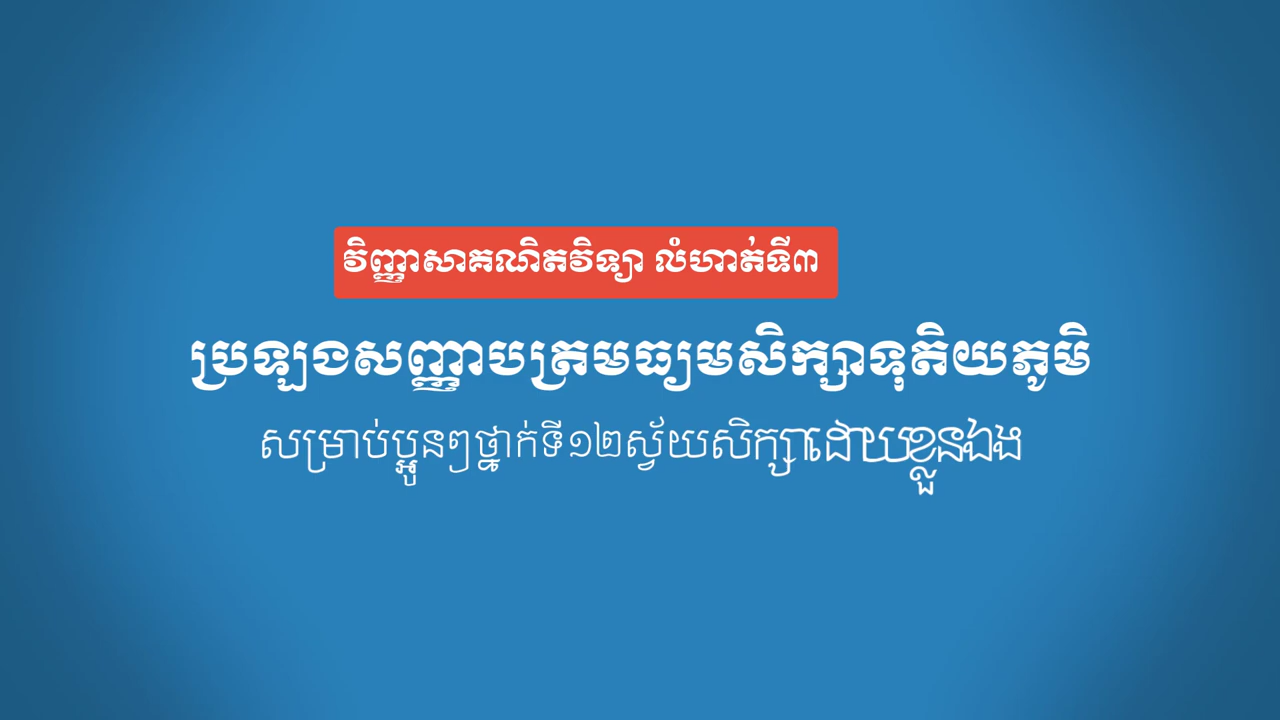 វិញ្ញាសាគណិតវិទ្យា លំហាត់ទី៣
ប្រឡងសញ្ញាបត្រមធ្យមសិក្សាទុតិយភូមិ
សម្រាប់ប្អូនៗថ្នាក់ទី១២ស្វ័យសិក្សាដោយខ្លួនឯង